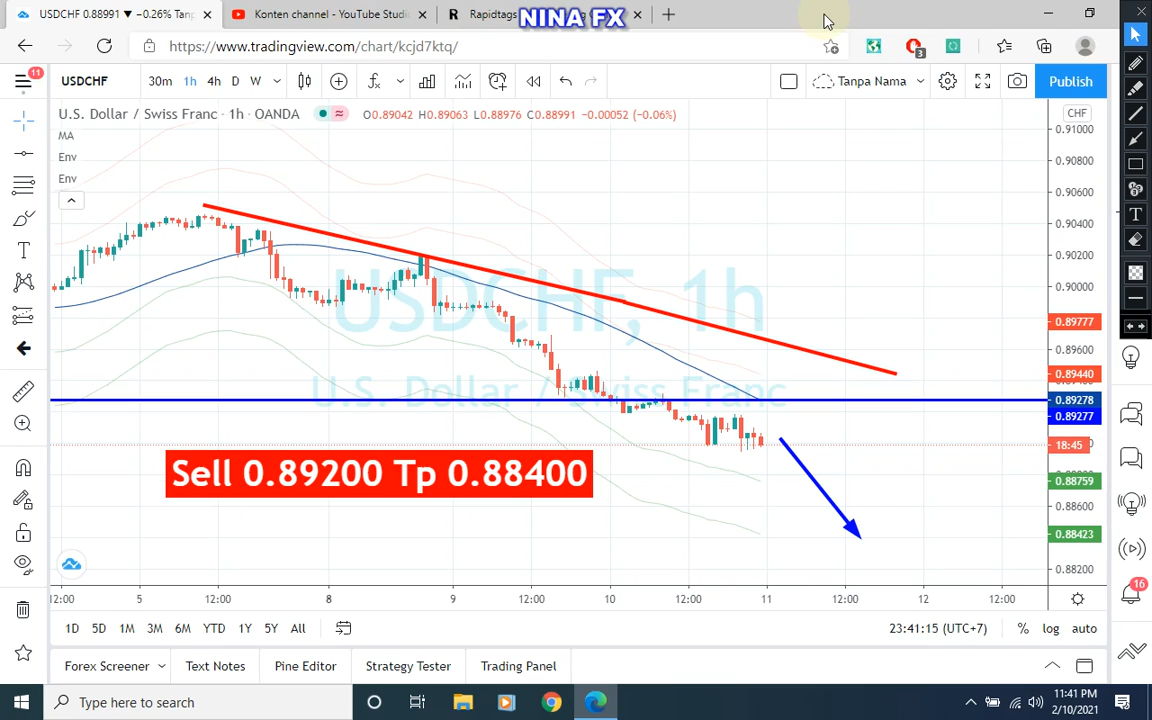 USDCHF 0.88991 ▼ −0.26% Tan
Konten channel - YouTube Studi
Rapidtags
NINA FX
https://www.tradingview.com/chart/kcjd7ktq/
3
11
USDCHF
30m 1h 4h D W
Tanpa Nama
Publish
U.S. Dollar / Swiss Franc · 1h · OANDA
O0.89042 H0.89063 L0.88976 C0.88991 −0.00052 (−0.06%)
CHF
MA
Env
Env
USDCHF, 1h
U.S. Dollar / Swiss Franc
0.91000
0.90800
0.90600
0.90400
0.90200
0.90000
0.89777
0.89600
0.89440
0.89278
0.89277
18:45
0.88759
0.88600
0.88423
0.88200
Sell 0.89200 Tp 0.88400
12:00 5 12:00 8 9 12:00 10 12:00 11 12:00 12 12:00
16
1D 5D 1M 3M 6M YTD 1Y 5Y All
23:41:15 (UTC+7) % log auto
Forex Screener Text Notes Pine Editor Strategy Tester Trading Panel
Type here to search
11:41 PM
2/10/2021